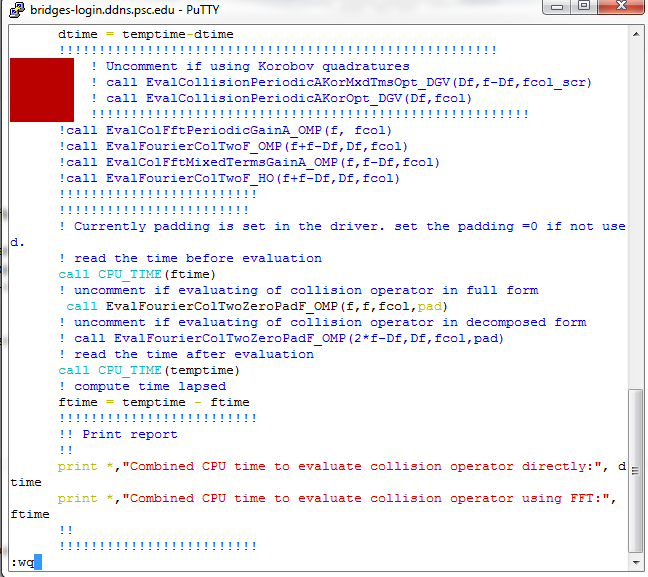 bridges-login.ddns.psc.edu - PuTTY
dtime = temptime-dtime
!!!!!!!!!!!!!!!!!!!!!!!!!!!!!!!!!!!!!!!!!!!!!!!!!!!!!!!
! Uncomment if using Korobov quadratures
! call EvalCollisionPeriodicAKorMxdTmsOpt_DGV(Df,f-Df,fcol_scr)
! call EvalCollisionPeriodicAKorOpt_DGV(Df,fcol)
!!!!!!!!!!!!!!!!!!!!!!!!!!!!!!!!!!!!!!!!!!!!!!!!!!!!!!!
!call EvalColFftPeriodicGainA_OMP(f, fcol)
!call EvalFourierColTwoF_OMP(f+f-Df,Df,fcol)
!call EvalColFftMixedTermsGainA_OMP(f,f-Df,fcol)
!call EvalFourierColTwoF_HO(f+f-Df,Df,fcol)
!!!!!!!!!!!!!!!!!!!!!!!!!
!!!!!!!!!!!!!!!!!!!!!!!!
! Currently padding is set in the driver. set the padding =0 if not use
d.
! read the time before evaluation
call CPU_TIME(ftime)
! uncomment if evaluating of collision operator in full form
call EvalFourierColTwoZeroPadF_OMP(f,f,fcol,pad)
! uncomment if evaluating of collision operator in decomposed form
! call EvalFourierColTwoZeroPadF_OMP(2*f-Df,Df,fcol,pad)
! read the time after evaluation
call CPU_TIME(temptime)
! compute time lapsed
ftime = temptime - ftime
!!!!!!!!!!!!!!!!!!!!!!!!!
!! Print report
!!
print *,"Combined CPU time to evaluate collision operator directly:", d
time
print *,"Combined CPU time to evaluate collision operator using FFT:",
ftime
!!
!!!!!!!!!!!!!!!!!!!!!!!!!
:wq